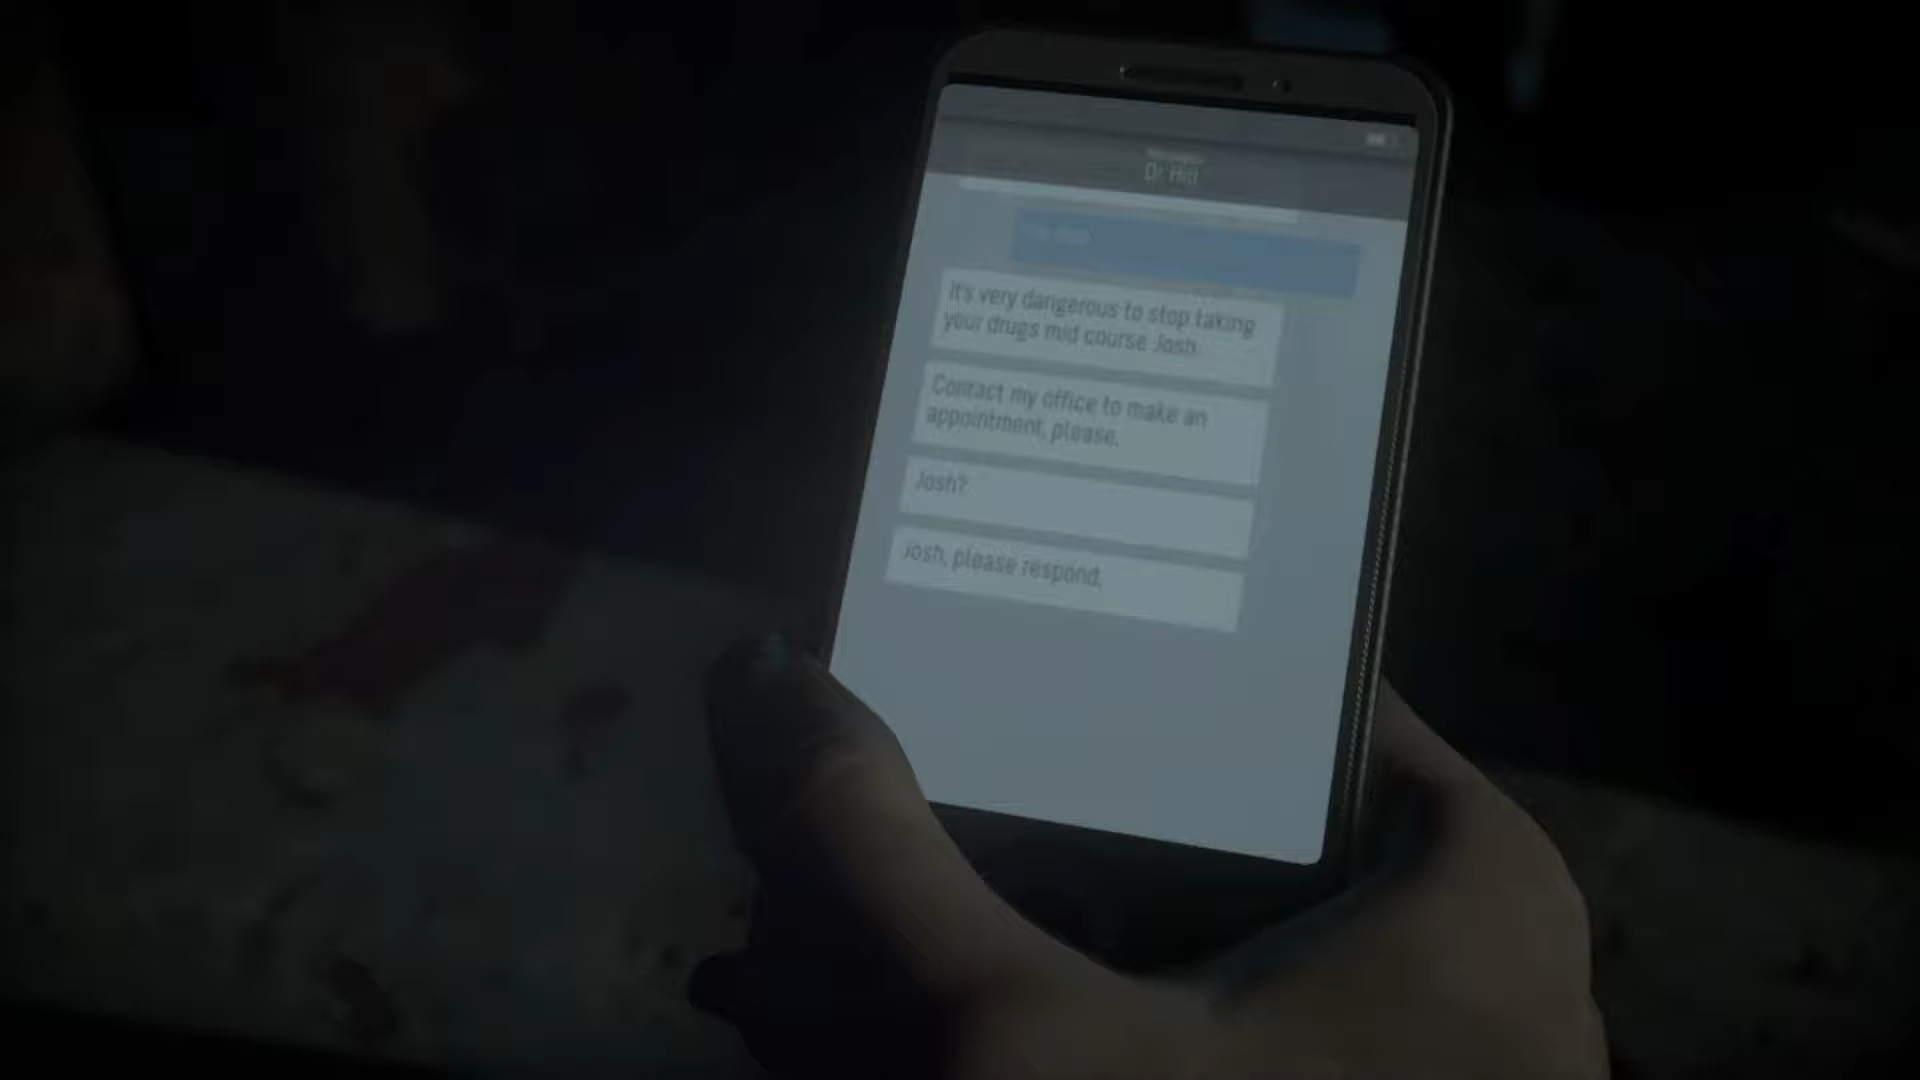 Dr Hill
It's very dangerous to stop taking
your drugs mid course Josh.
Contact my office to make an
appointment, please.
Josh?
Josh, please respond.